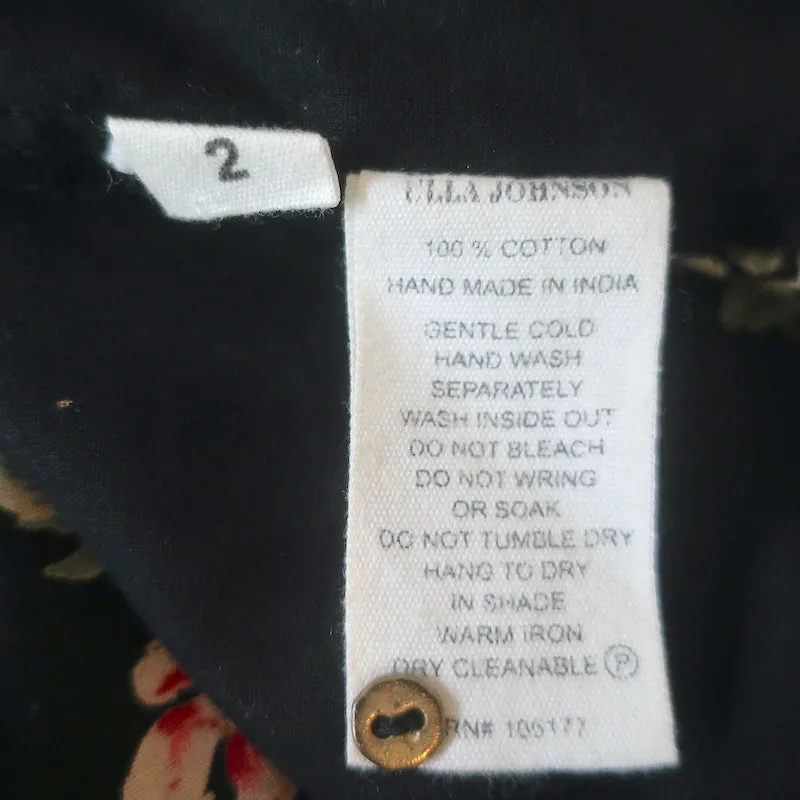 2
ULLA JOHNSON
100 % COTTON
HAND MADE IN INDIA
GENTLE COLD
HAND WASH
SEPARATELY
WASH INSIDE OUT
DO NOT BLEACH
DO NOT WRING
OR SOAK
DO NOT TUMBLE DRY
HANG TO DRY
IN SHADE
WARM IRON
DRY CLEANABLE Ⓟ
RN# 106177